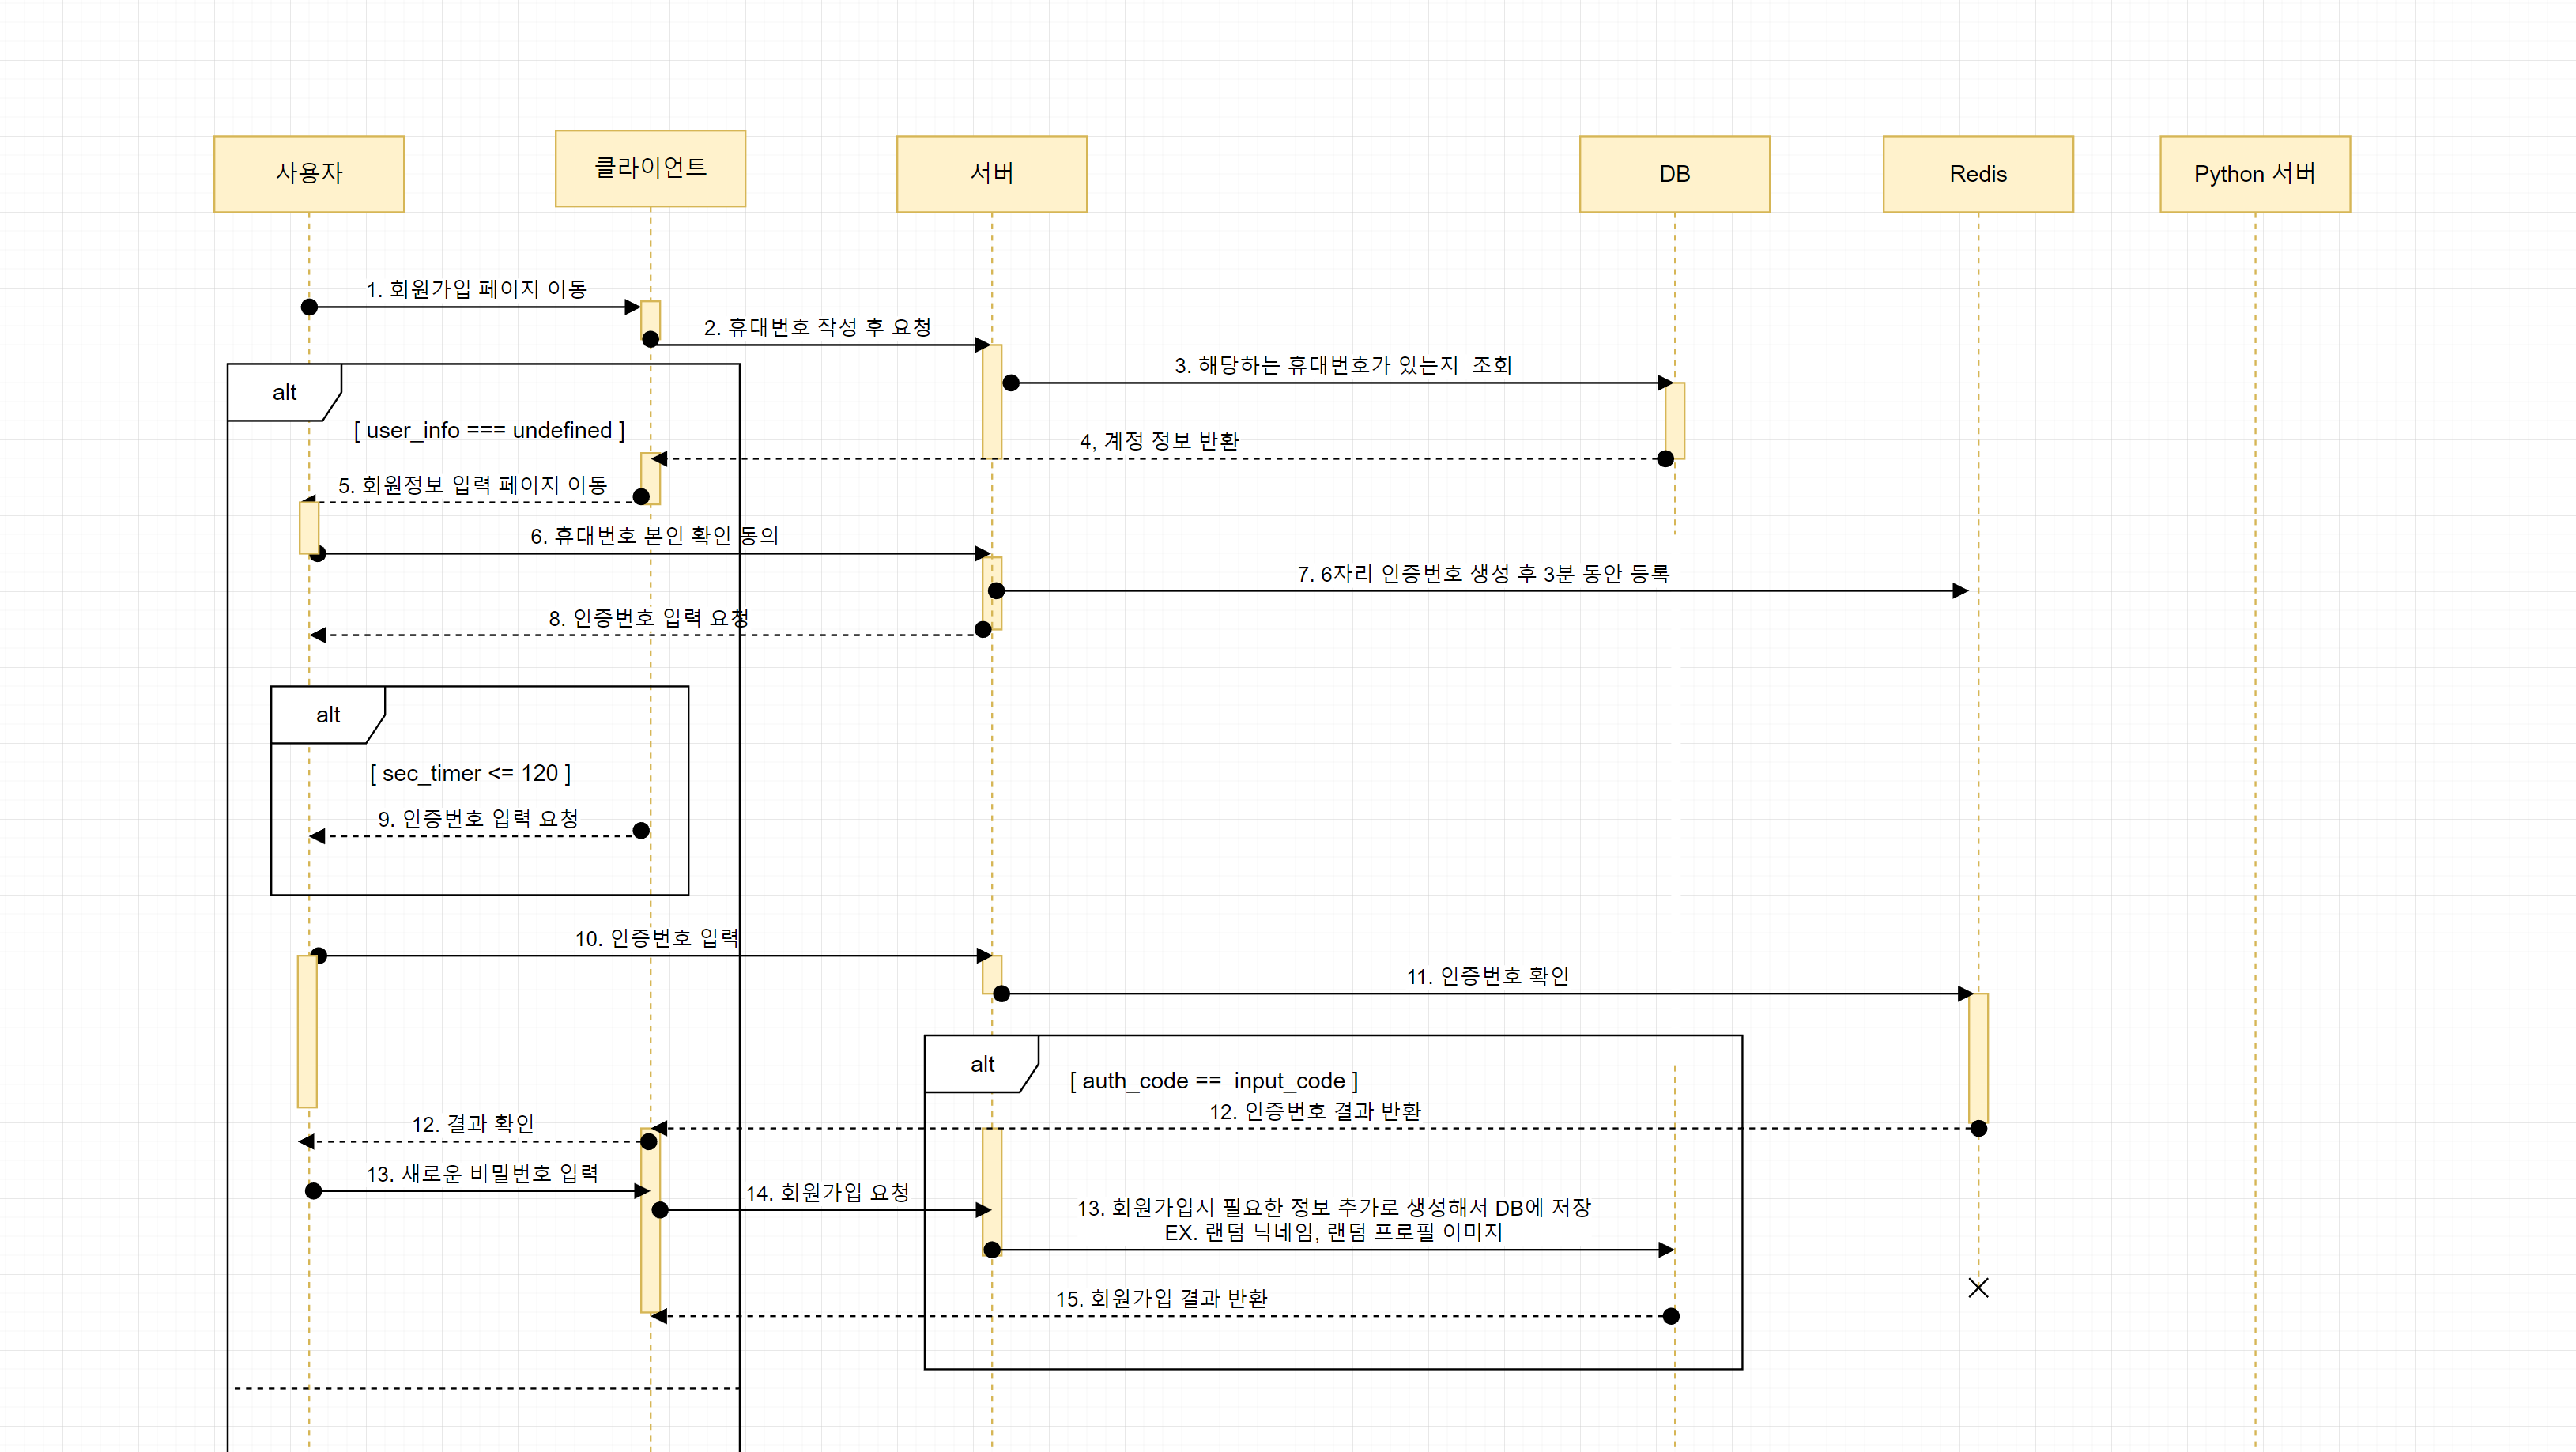 사용자
클라이언트
서버
DB
Redis
Python 서버
1. 회원가입 페이지 이동
2. 휴대번호 작성 후 요청
3. 해당하는 휴대번호가 있는지  조회
alt
[ user_info === undefined ]
4, 계정 정보 반환
5. 회원정보 입력 페이지 이동
6. 휴대번호 본인 확인 동의
7. 6자리 인증번호 생성 후 3분 동안 등록
8. 인증번호 입력 요청
alt
[ sec_timer <= 120 ]
9. 인증번호 입력 요청
10. 인증번호 입력
11. 인증번호 확인
alt
[ auth_code ==  input_code ]
12. 인증번호 결과 반환
12. 결과 확인
13. 새로운 비밀번호 입력
14. 회원가입 요청
13. 회원가입시 필요한 정보 추가로 생성해서 DB에 저장
EX. 랜덤 닉네임, 랜덤 프로필 이미지
15. 회원가입 결과 반환